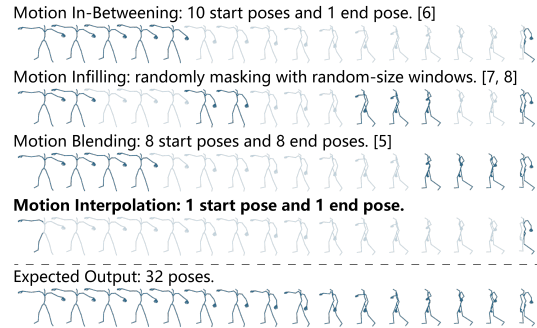 Motion In-Betweening: 10 start poses and 1 end pose. [6]
Motion Infilling: randomly masking with random-size windows. [7, 8]
Motion Blending: 8 start poses and 8 end poses. [5]
Motion Interpolation: 1 start pose and 1 end pose.
Expected Output: 32 poses.